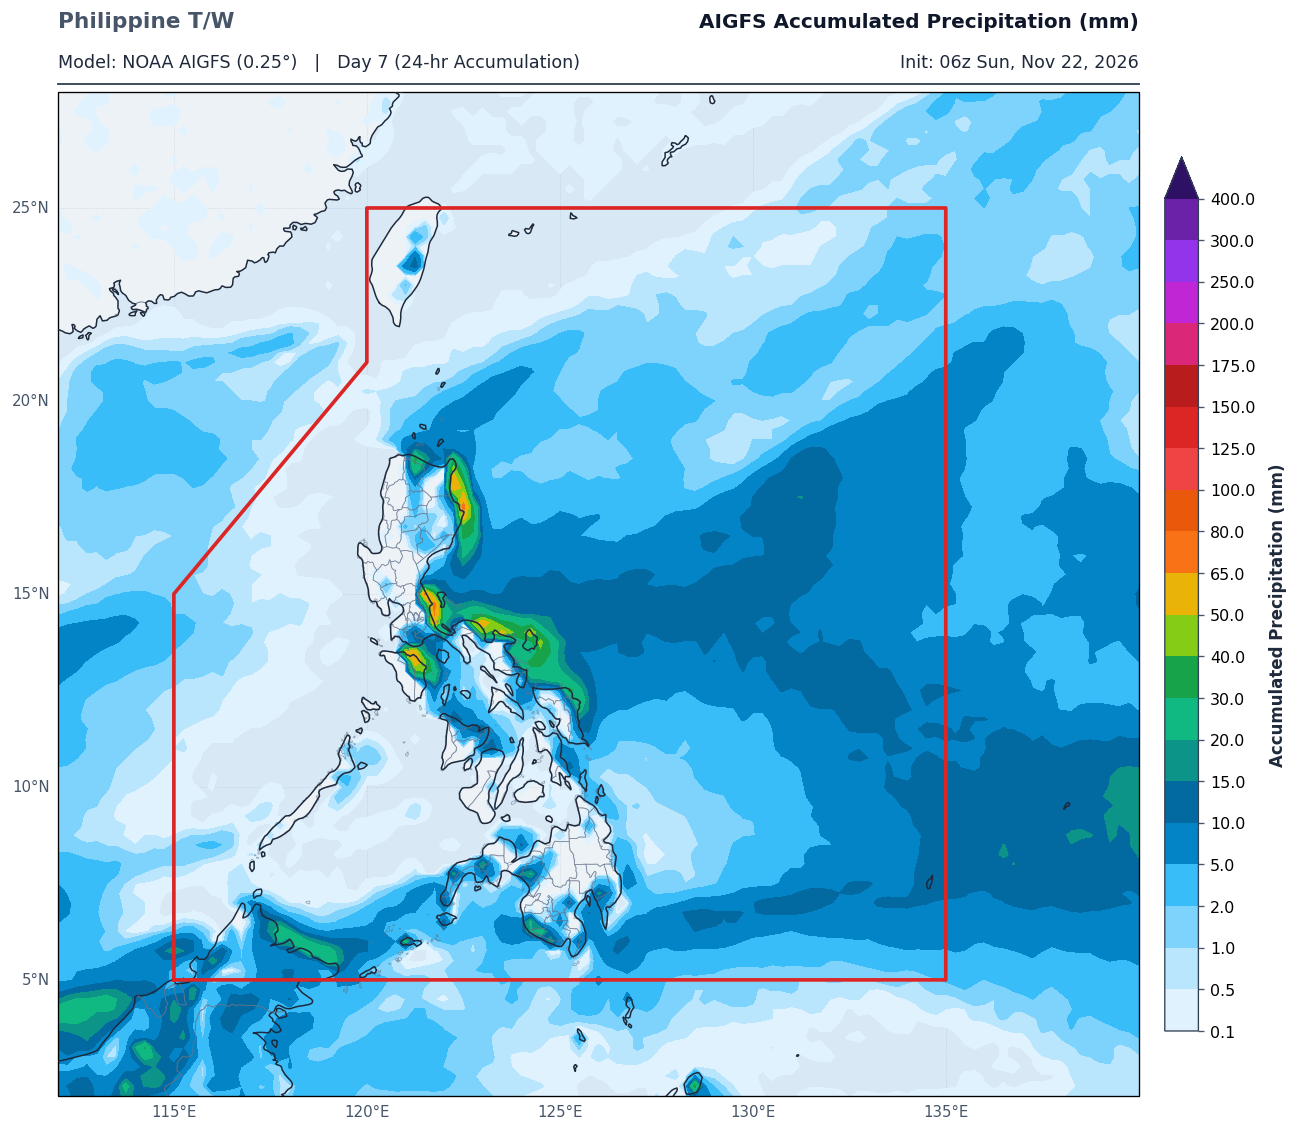 Philippine T/W
AIGFS Accumulated Precipitation (mm)
Model: NOAA AIGFS (0.25°)   |   Day 7 (24-hr Accumulation)
Init: 06z Sun, Nov 22, 2026
25°N
20°N
15°N
10°N
5°N
115°E
120°E
125°E
130°E
135°E
400.0
300.0
250.0
200.0
175.0
150.0
125.0
100.0
80.0
65.0
50.0
40.0
30.0
20.0
15.0
10.0
5.0
2.0
1.0
0.5
0.1
Accumulated Precipitation (mm)